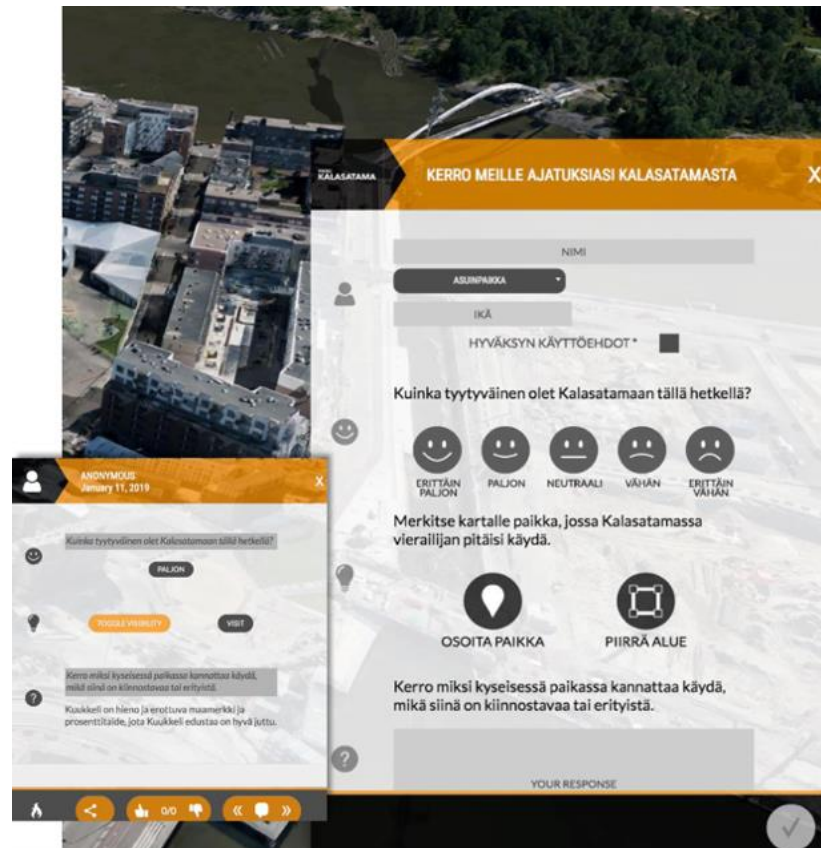 KALASATAMA
KERRO MEILLE AJATUKSIASI KALASATAMASTA
X
NIMI
ASUINPAIKKA
IKÄ
HYVÄKSYN KÄYTTÖEHDOT *
Kuinka tyytyväinen olet Kalasatamaan tällä hetkellä?
ERITTÄIN
PALJON
PALJON
NEUTRAALI
VÄHÄN
ERITTÄIN
VÄHÄN
Merkitse kartalle paikka, jossa Kalasatamassa
vierailijan pitäisi käydä.
OSOITA PAIKKA
PIIRRÄ ALUE
Kerro miksi kyseisessä paikassa kannattaa käydä,
mikä siinä on kiinnostavaa tai erityistä.
?
YOUR RESPONSE
ANONYMOUS
January 11, 2019
X
Kuinka tyytyväinen olet Kalasatamaan tällä hetkellä?
PALJON
TOGGLE VISIBILITY
VISIT
Kerro miksi kyseisessä paikassa kannattaa käydä,
mikä siinä on kiinnostavaa tai erityistä.
?
Kuukkeli on hieno ja erottuva maamerkki ja
prosenttitaide, jota Kuukkeli edustaa on hyvä juttu.
0/0